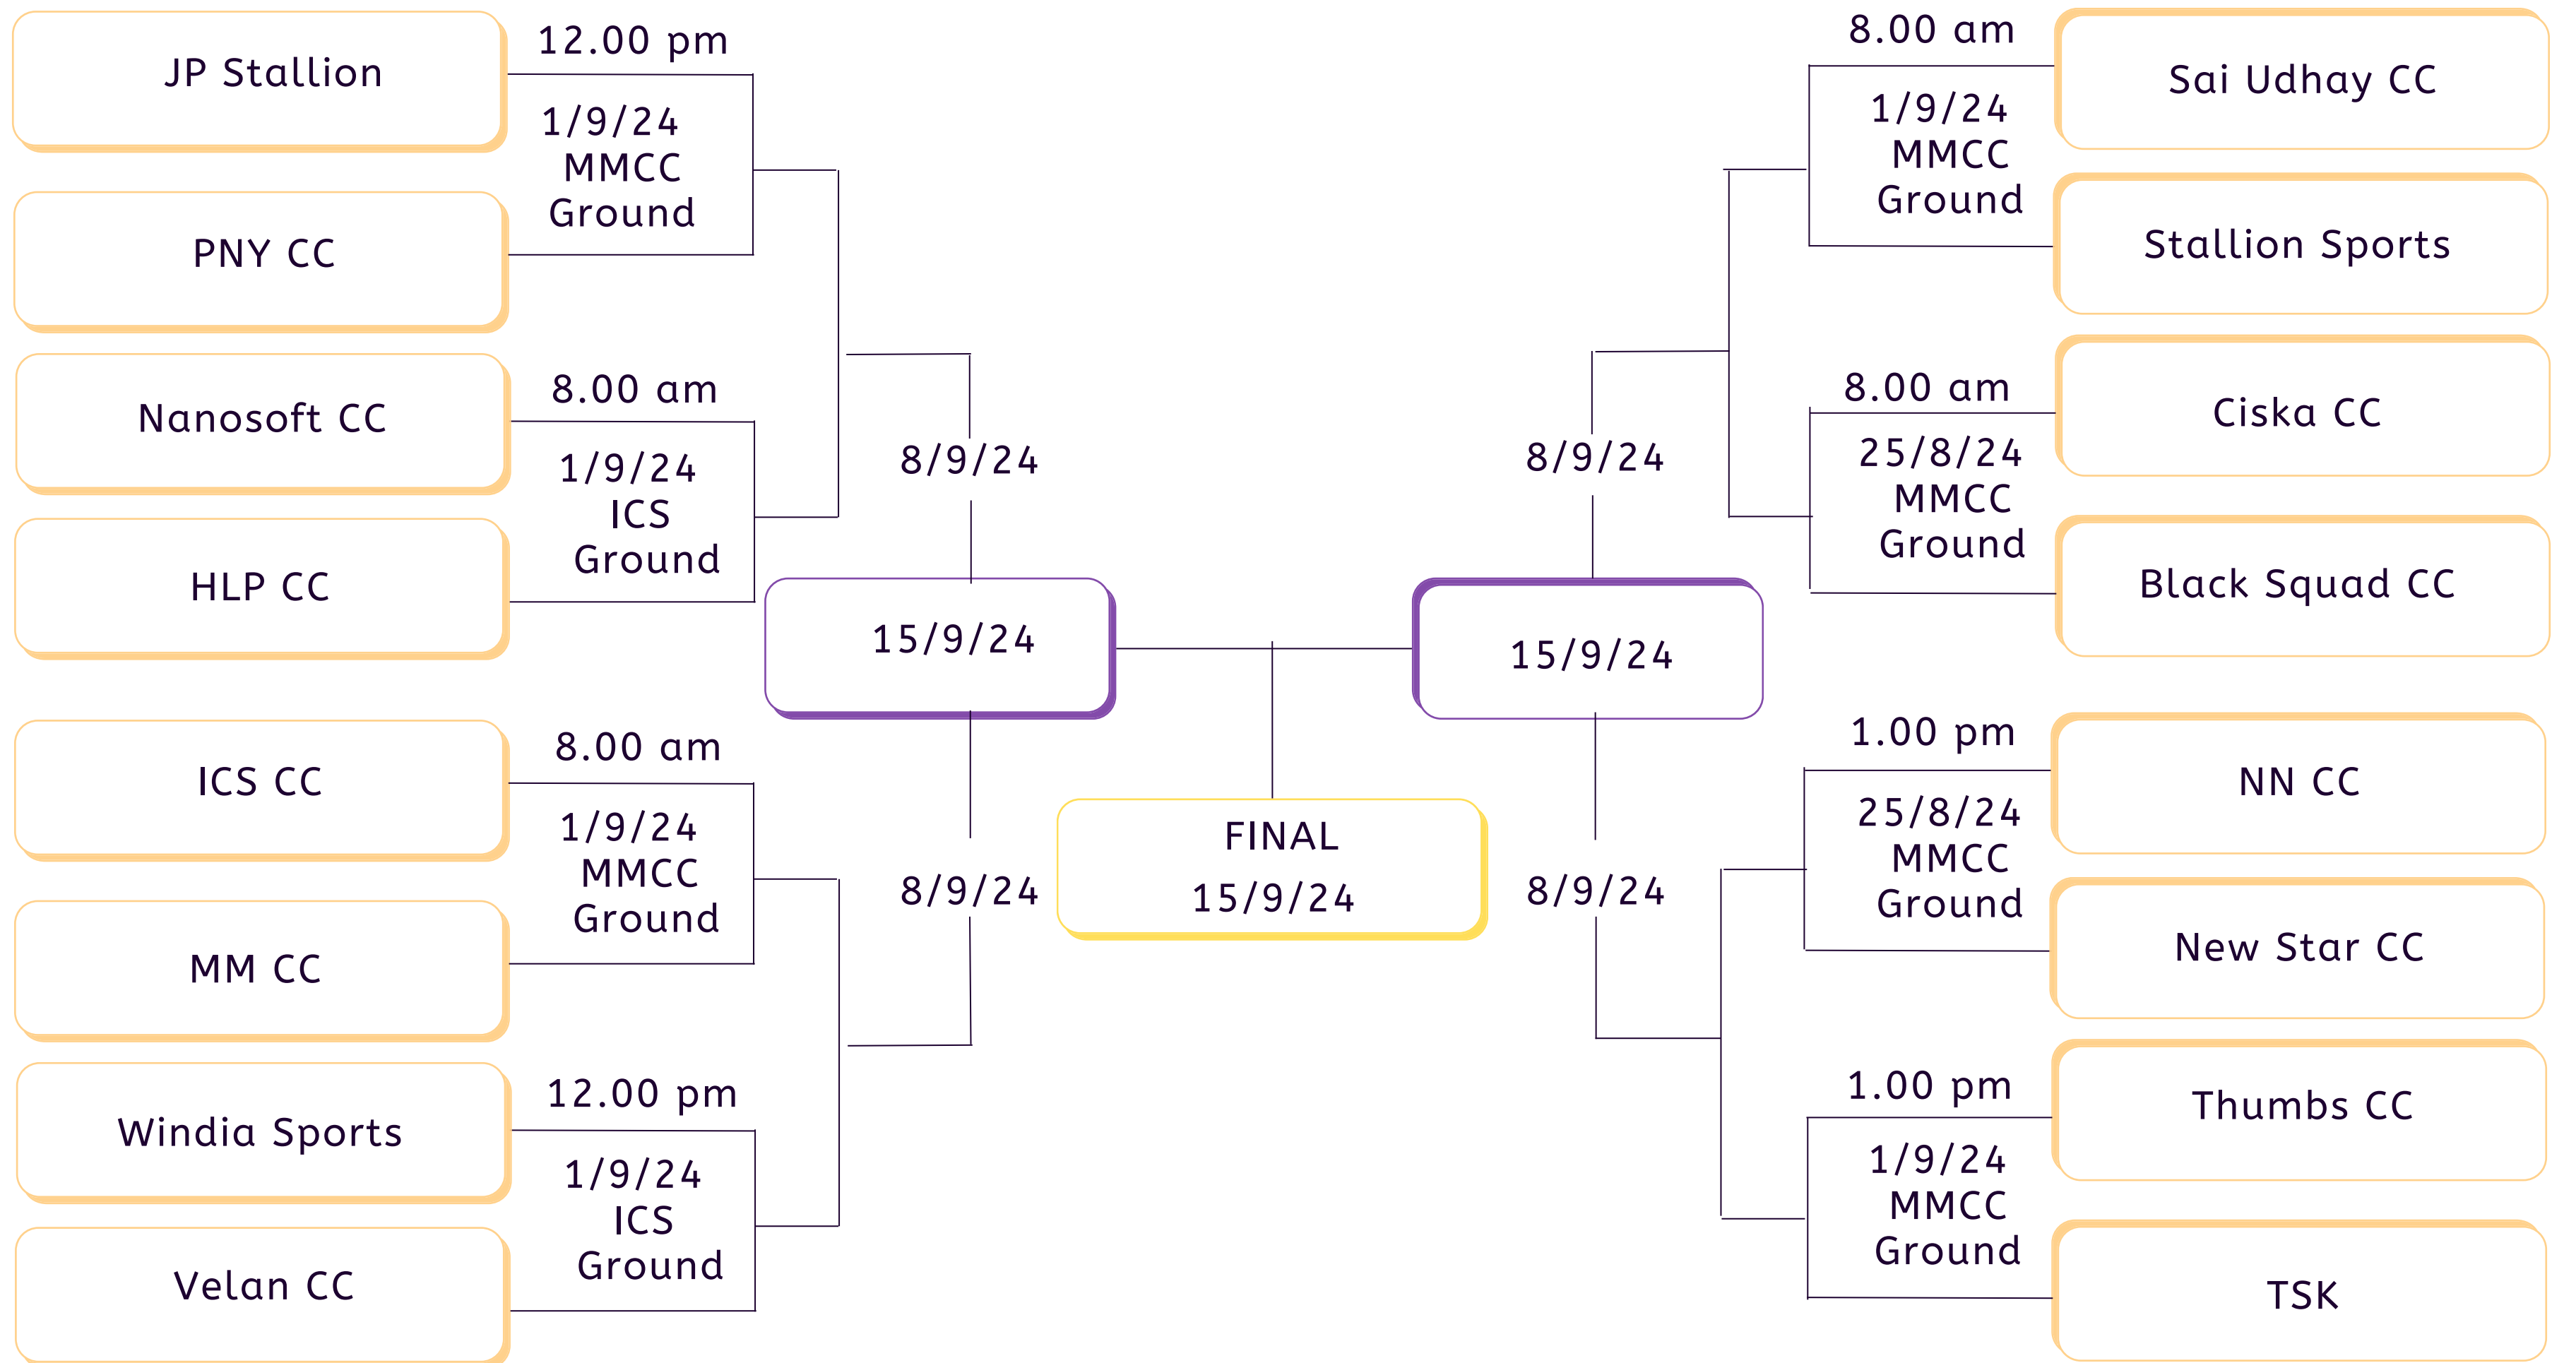 JP Stallion
12.00 pm
1/9/24
MMCC
Ground
PNY CC
Nanosoft CC
8.00 am
1/9/24
ICS
Ground
HLP CC
8/9/24
15/9/24
ICS CC
8.00 am
1/9/24
MMCC
Ground
MM CC
8/9/24
Windia Sports
12.00 pm
1/9/24
ICS
Ground
Velan CC
FINAL
15/9/24
8.00 am
Sai Udhay CC
1/9/24
MMCC
Ground
Stallion Sports
8.00 am
Ciska CC
25/8/24
MMCC
Ground
Black Squad CC
8/9/24
15/9/24
1.00 pm
NN CC
25/8/24
MMCC
Ground
New Star CC
8/9/24
1.00 pm
Thumbs CC
1/9/24
MMCC
Ground
TSK